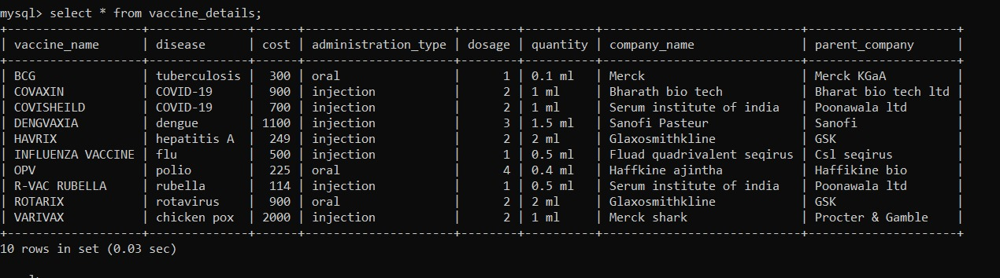 mysql> select * from vaccine_details;
+-------------------+--------------+------+---------------------+--------+----------+----------------------------+---------------------+
| vaccine_name      | disease      | cost | administration_type | dosage | quantity | company_name               | parent_company      |
+-------------------+--------------+------+---------------------+--------+----------+----------------------------+---------------------+
| BCG               | tuberculosis |  300 | oral                |      1 | 0.1 ml   | Merck                      | Merck KGaA          |
| COVAXIN           | COVID-19     |  900 | injection           |      2 | 1 ml     | Bharath bio tech           | Bharat bio tech ltd |
| COVISHEILD        | COVID-19     |  700 | injection           |      2 | 1 ml     | Serum institute of india   | Poonawala ltd       |
| DENGVAXIA         | dengue       | 1100 | injection           |      3 | 1.5 ml   | Sanofi Pasteur             | Sanofi              |
| HAVRIX            | hepatitis A  |  249 | injection           |      2 | 2 ml     | Glaxosmithkline            | GSK                 |
| INFLUENZA VACCINE | flu          |  500 | injection           |      1 | 0.5 ml   | Fluad quadrivalent seqirus | Csl seqirus         |
| OPV               | polio        |  225 | oral                |      4 | 0.4 ml   | Haffkine ajintha           | Haffikine bio       |
| R-VAC RUBELLA     | rubella      |  114 | injection           |      1 | 0.5 ml   | Serum institute of india   | Poonawala ltd       |
| ROTARIX           | rotavirus    |  900 | oral                |      2 | 2 ml     | Glaxosmithkline            | GSK                 |
| VARIVAX           | chicken pox  | 2000 | injection           |      2 | 1 ml     | Merck shark                | Procter & Gamble    |
+-------------------+--------------+------+---------------------+--------+----------+----------------------------+---------------------+
10 rows in set (0.03 sec)